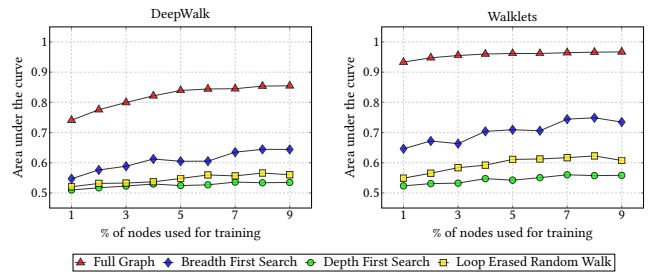 DeepWalk
Walklets
Area under the curve
1
0.9
0.8
0.7
0.6
0.5
1 3 5 7 9
% of nodes used for training
Area under the curve
1
0.9
0.8
0.7
0.6
0.5
1 3 5 7 9
% of nodes used for training
Full Graph Breadth First Search Depth First Search Loop Erased Random Walk